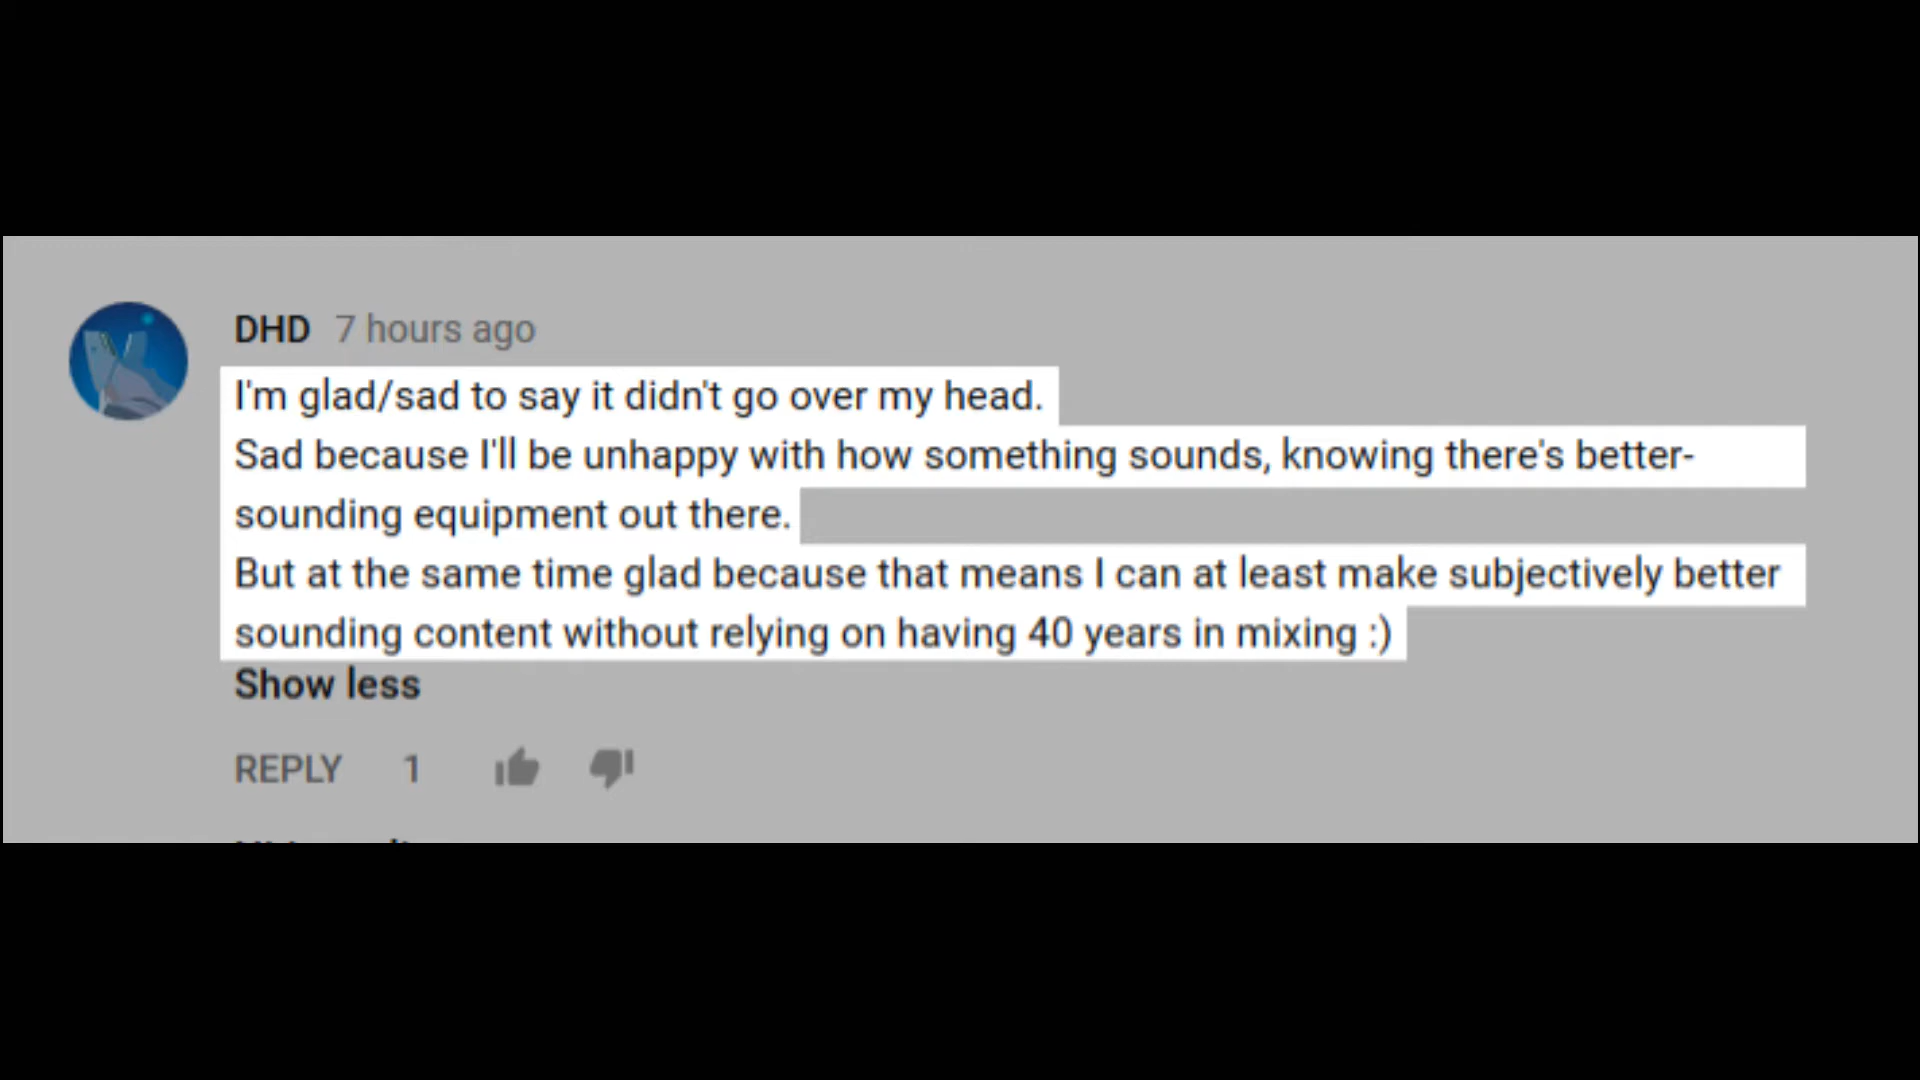 DHD 7 hours ago
I'm glad/sad to say it didn't go over my head.
Sad because I'll be unhappy with how something sounds, knowing there's better-
sounding equipment out there.
But at the same time glad because that means I can at least make subjectively better
sounding content without relying on having 40 years in mixing :)
Show less
REPLY 1